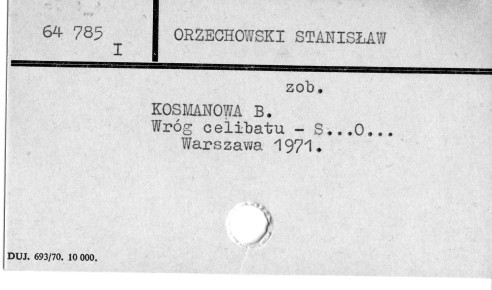 64 785
I
ORZECHOWSKI STANISŁAW
zob.
KOSMANOWA B.
Wróg celibatu - S...O...
Warszawa 1971.
DUJ. 693/70. 10 000.